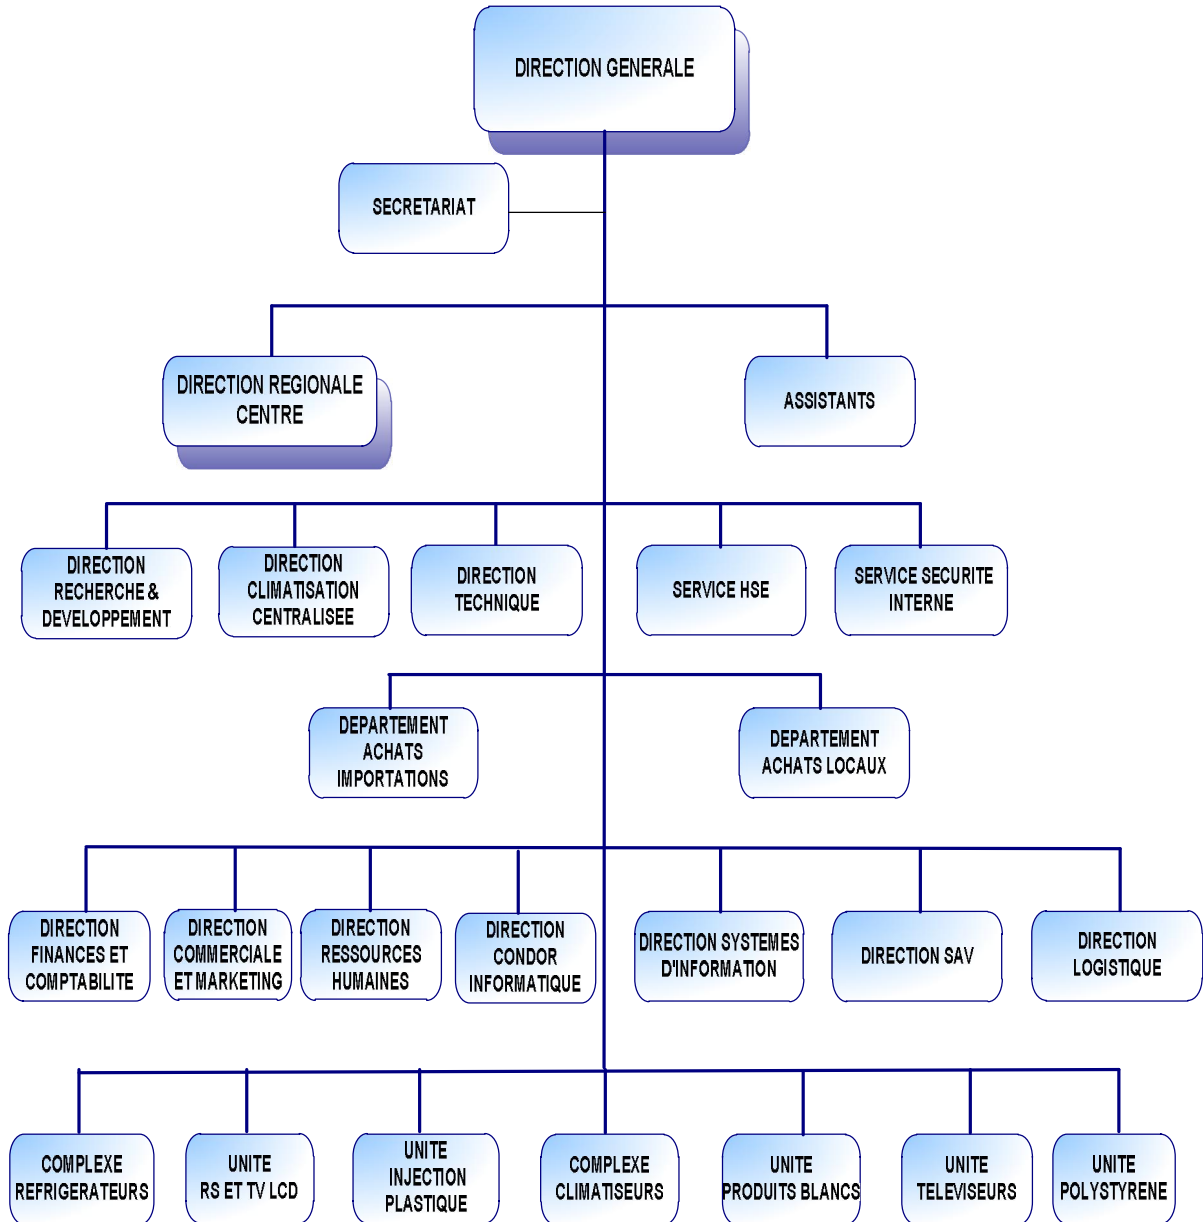 DIRECTION GENERALE
SECRETARIAT
DIRECTION REGIONALE
CENTRE
ASSISTANTS
DIRECTION
RECHERCHE &
DEVELOPPEMENT
DIRECTION
CLIMATISATION
CENTRALISEE
DIRECTION
TECHNIQUE
SERVICE HSE
SERVICE SECURITE
INTERNE
DEPARTEMENT
ACHATS
IMPORTATIONS
DEPARTEMENT
ACHATS LOCAUX
DIRECTION
FINANCES ET
COMPTABILITE
DIRECTION
COMMERCIALE
ET MARKETING
DIRECTION
RESSOURCES
HUMAINES
DIRECTION
CONDOR
INFORMATIQUE
DIRECTION SYSTEMES
D'INFORMATION
DIRECTION SAV
DIRECTION
LOGISTIQUE
COMPLEXE
REFRIGERATEURS
UNITE
RS ET TV LCD
UNITE
INJECTION
PLASTIQUE
COMPLEXE
CLIMATISEURS
UNITE
PRODUITS BLANCS
UNITE
TELEVISEURS
UNITE
POLYSTYRENE